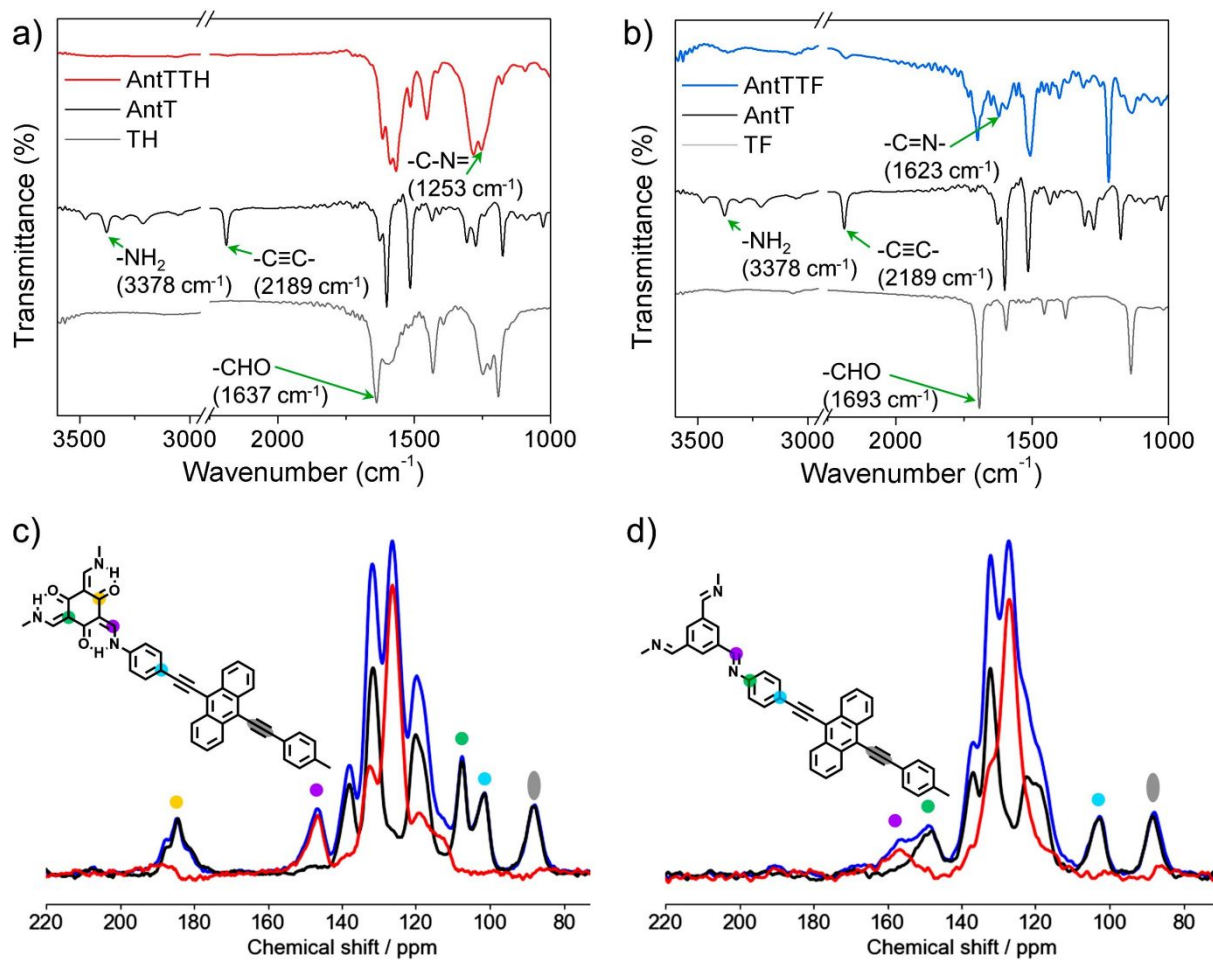 a)
AntTTH
AntT
TH
-C-N=
(1253 cm⁻¹)
-NH₂
(3378 cm⁻¹)
-C≡C-
(2189 cm⁻¹)
-CHO
(1637 cm⁻¹)
Transmittance (%)
3500 3000 2000 1500 1000
Wavenumber (cm⁻¹)
b)
AntTTF
AntT
TF
-C=N-
(1623 cm⁻¹)
-NH₂
(3378 cm⁻¹)
-C≡C-
(2189 cm⁻¹)
-CHO
(1693 cm⁻¹)
Transmittance (%)
3500 3000 2000 1500 1000
Wavenumber (cm⁻¹)
c)
N
H
O
O
H
N
O
H
N
220 200 180 160 140 120 100 80
Chemical shift / ppm
d)
N
N
N
220 200 180 160 140 120 100 80
Chemical shift / ppm